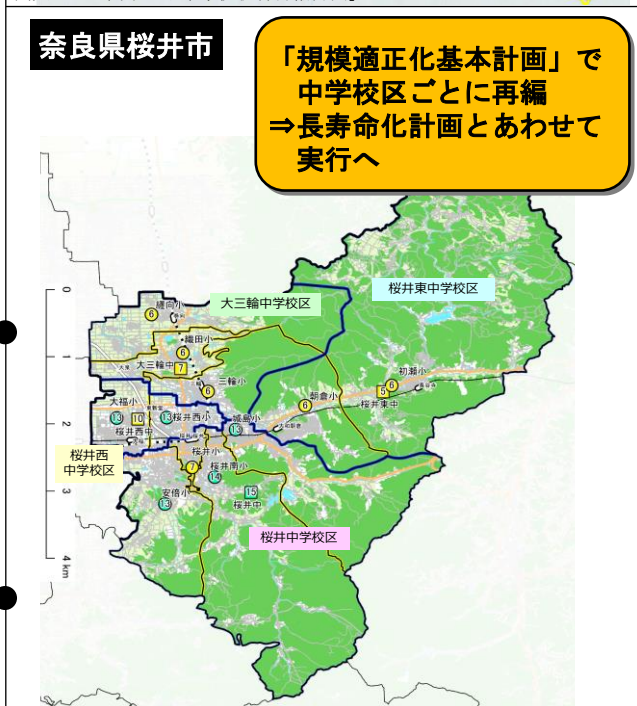 奈良県桜井市
「規模適正化基本計画」で
中学校区ごとに再編
⇒長寿命化計画とあわせて
実行へ
桜井東中学校区
大三輪中学校区
0
1
2
3
4 km
纒向小
6
織田小
6
大三輪中
7
三輪小
6
初瀬小
6
5
桜井東中
朝倉小
6
大和朝倉
大福小
13
10
桜井西中
13
桜井西小
城島小
13
桜井西
中学校区
桜井小
7
桜井南小
14
安倍小
13
15
桜井中
桜井中学校区